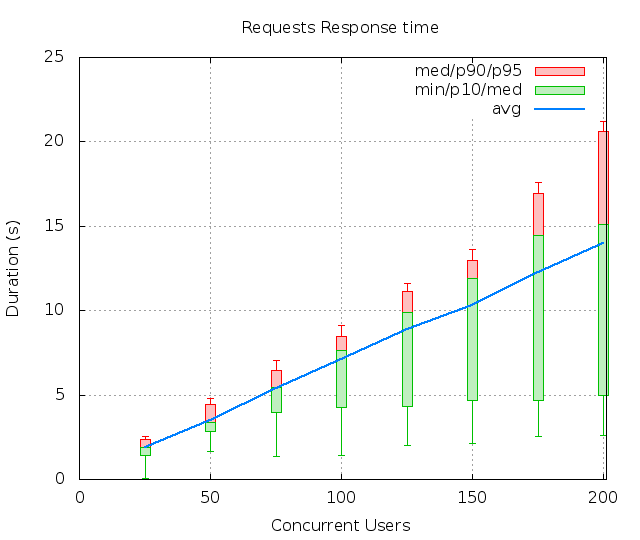 Requests Response time
25
med/p90/p95
min/p10/med
avg
20
15
Duration (s)
10
5
0
0 50 100 150 200
Concurrent Users